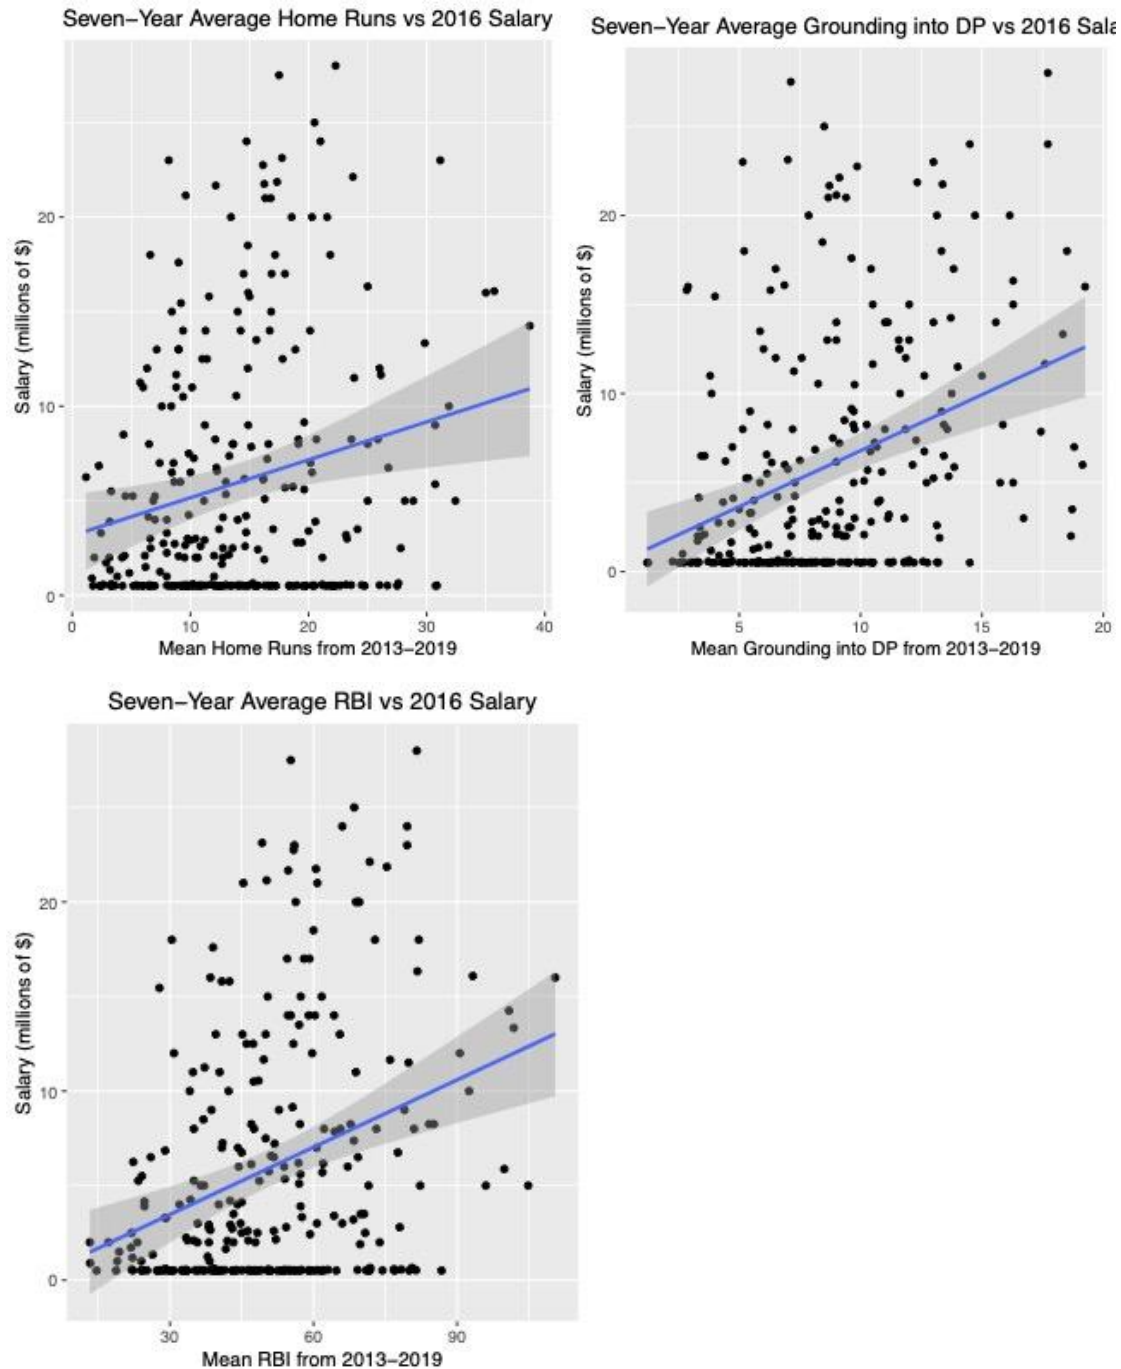 Seven−Year Average Home Runs vs 2016 Salary
Salary (millions of $)
20
10
0
0 10 20 30 40
Mean Home Runs from 2013−2019
Seven−Year Average Grounding into DP vs 2016 Sala
Salary (millions of $)
20
10
0
5 10 15 20
Mean Grounding into DP from 2013−2019
Seven−Year Average RBI vs 2016 Salary
Salary (millions of $)
20
10
0
30 60 90
Mean RBI from 2013−2019